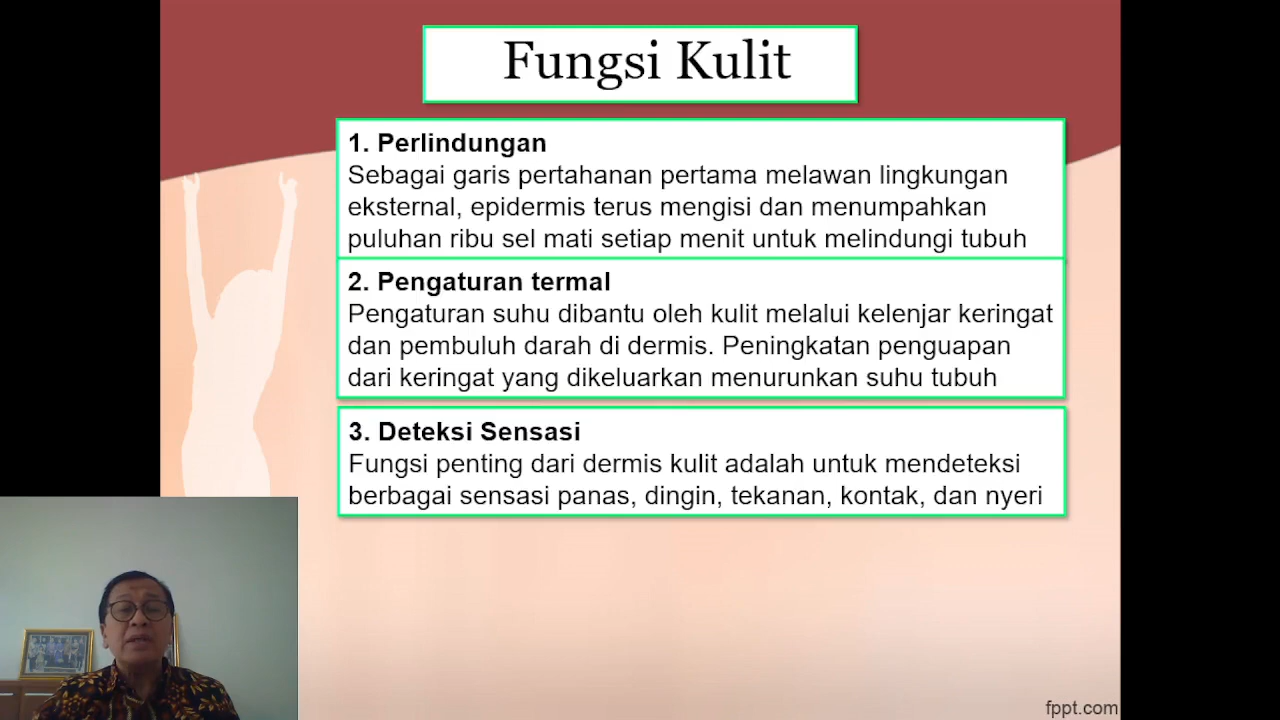 Fungsi Kulit
1. Perlindungan
Sebagai garis pertahanan pertama melawan lingkungan
eksternal, epidermis terus mengisi dan menumpahkan
puluhan ribu sel mati setiap menit untuk melindungi tubuh
2. Pengaturan termal
Pengaturan suhu dibantu oleh kulit melalui kelenjar keringat
dan pembuluh darah di dermis. Peningkatan penguapan
dari keringat yang dikeluarkan menurunkan suhu tubuh
3. Deteksi Sensasi
Fungsi penting dari dermis kulit adalah untuk mendeteksi
berbagai sensasi panas, dingin, tekanan, kontak, dan nyeri
fppt.com